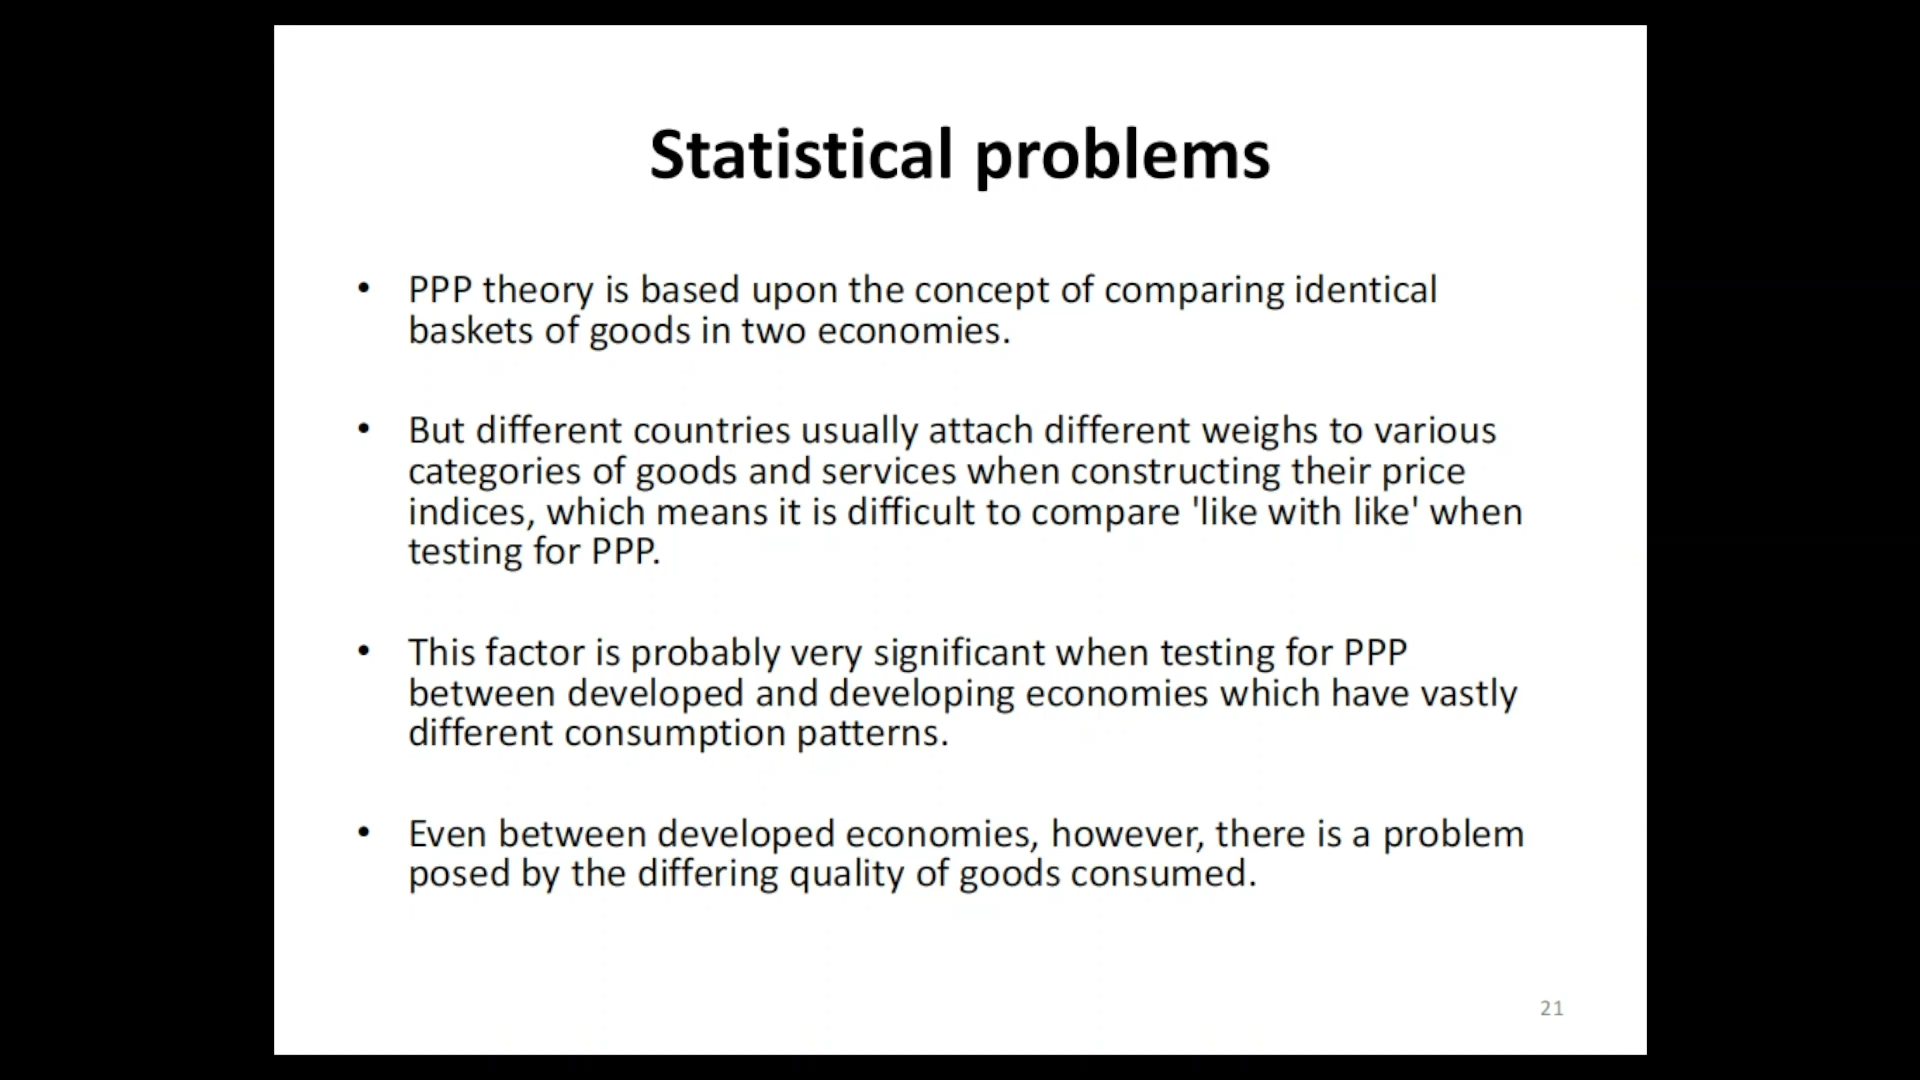 Statistical problems
• PPP theory is based upon the concept of comparing identical
baskets of goods in two economies.
• But different countries usually attach different weighs to various
categories of goods and services when constructing their price
indices, which means it is difficult to compare 'like with like' when
testing for PPP.
• This factor is probably very significant when testing for PPP
between developed and developing economies which have vastly
different consumption patterns.
• Even between developed economies, however, there is a problem
posed by the differing quality of goods consumed.
21